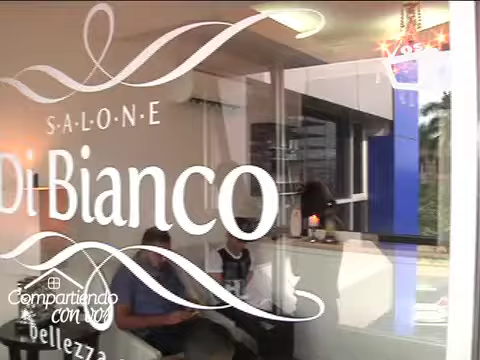 S·A·L·O·N·E
Di Bianco
Compartiendo
con vos
bellezza